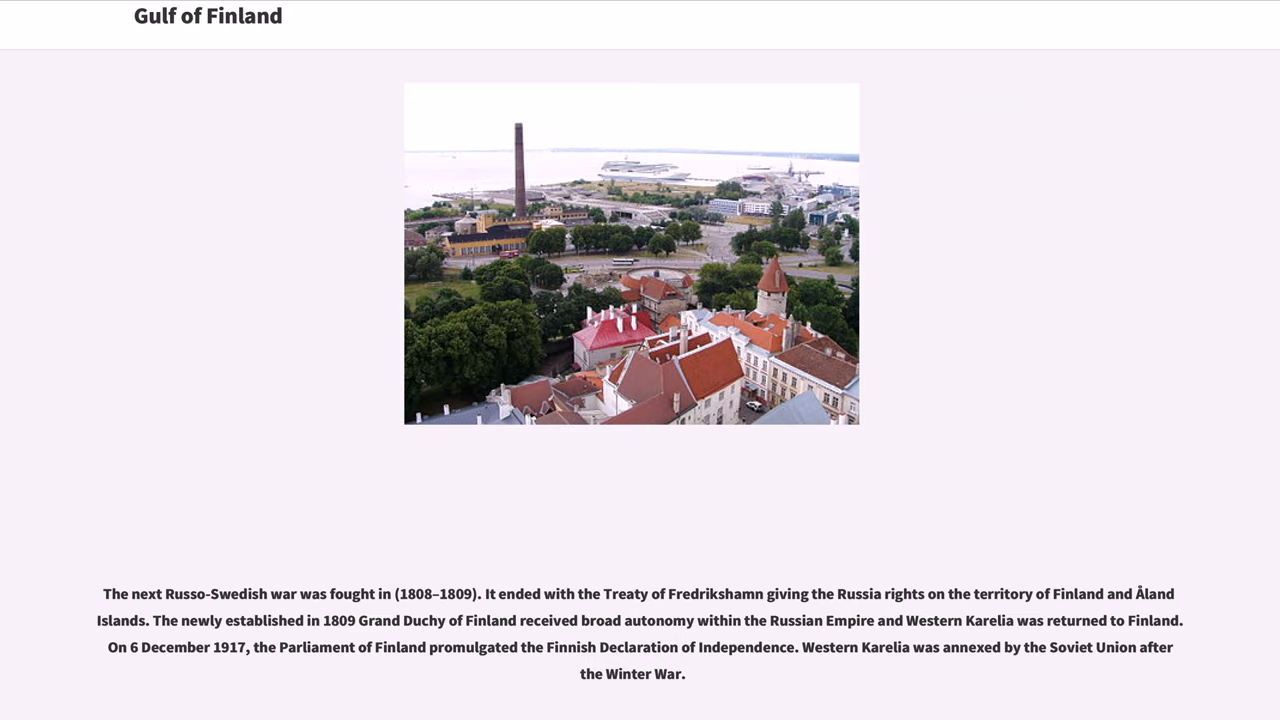 Gulf of Finland
The next Russo-Swedish war was fought in (1808–1809). It ended with the Treaty of Fredrikshamn giving the Russia rights on the territory of Finland and Åland
Islands. The newly established in 1809 Grand Duchy of Finland received broad autonomy within the Russian Empire and Western Karelia was returned to Finland.
On 6 December 1917, the Parliament of Finland promulgated the Finnish Declaration of Independence. Western Karelia was annexed by the Soviet Union after
the Winter War.